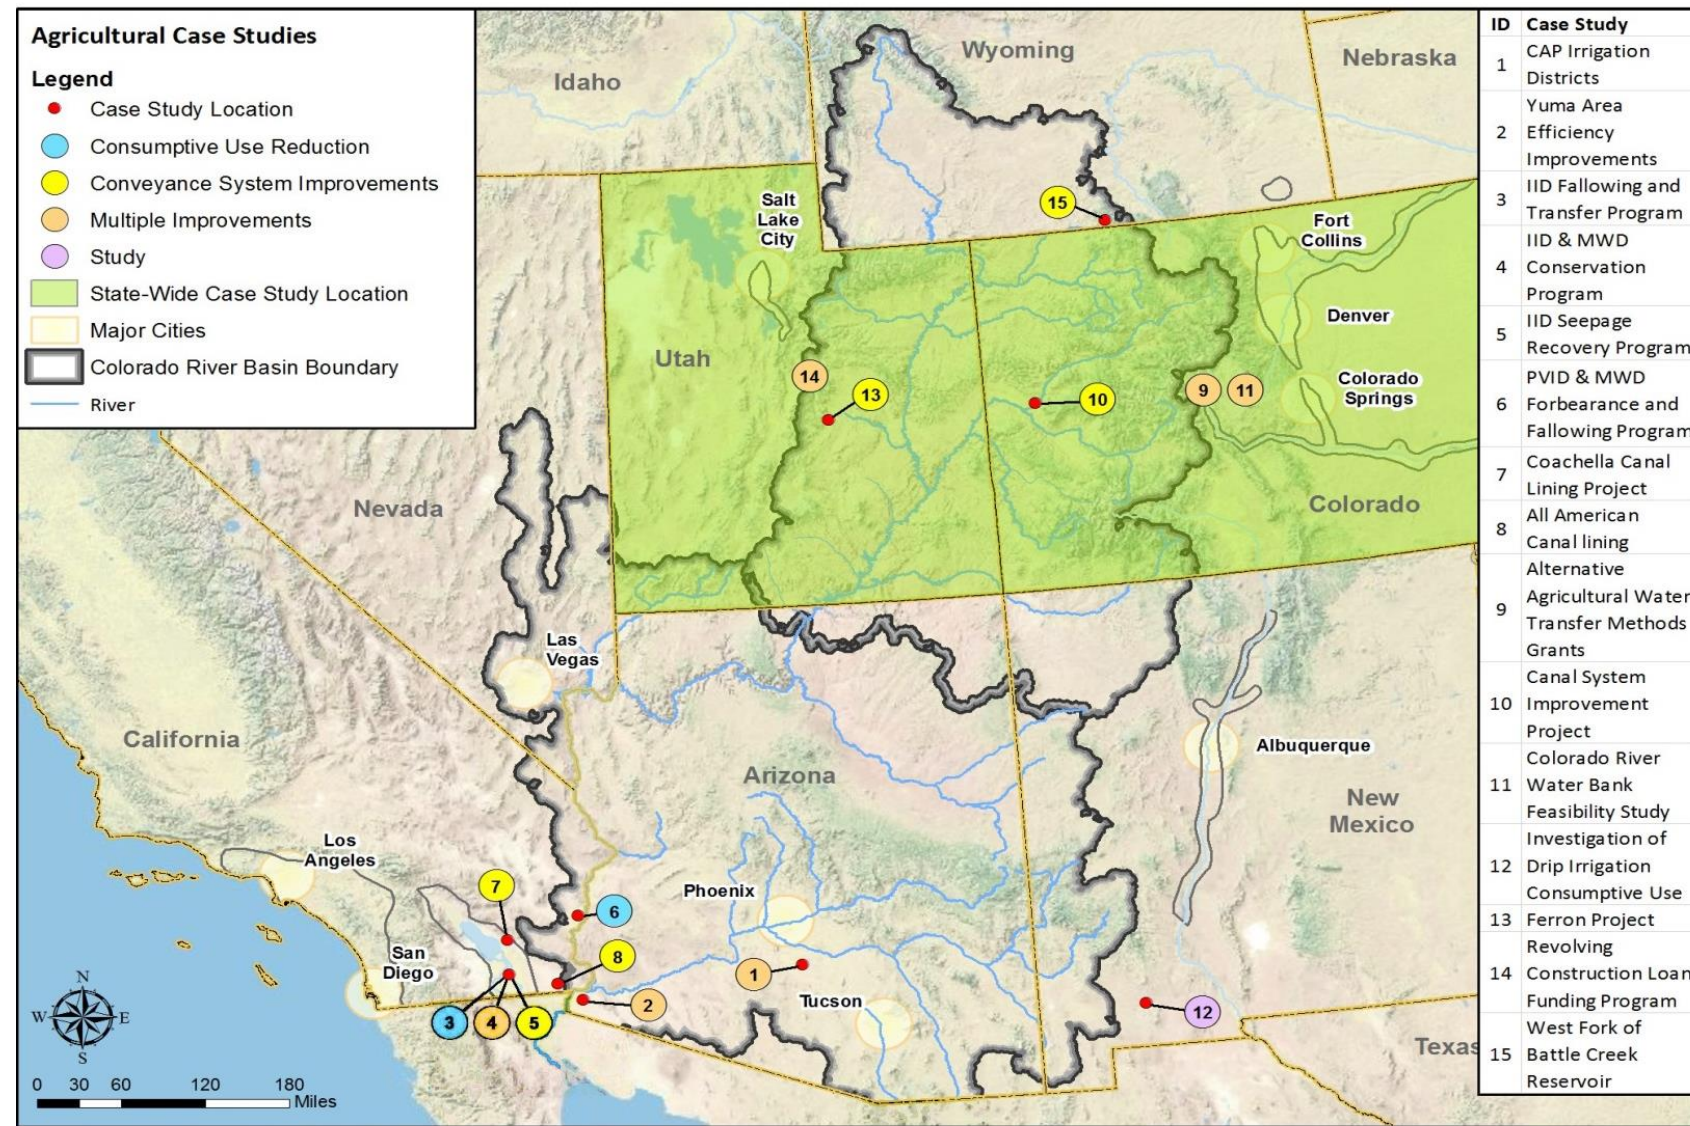 Agricultural Case Studies
Legend
Case Study Location
Consumptive Use Reduction
Conveyance System Improvements
Multiple Improvements
Study
State-Wide Case Study Location
Major Cities
Colorado River Basin Boundary
River
Idaho
Wyoming
Nebraska
Salt
Lake
City
15
Fort
Collins
Denver
Utah
14
13
10
9
11
Colorado
Springs
Nevada
Colorado
Las
Vegas
California
Arizona
Albuquerque
New
Mexico
Los
Angeles
Phoenix
7
6
San
Diego
8
1
Tucson
2
12
3
4
5
Texas
N
W
E
S
0 30 60 120 180
Miles
ID Case Study
1 CAP Irrigation
Districts
Yuma Area
2 Efficiency
Improvements
3 IID Fallowing and
Transfer Program
IID & MWD
4 Conservation
Program
5 IID Seepage
Recovery Program
PVID & MWD
6 Forbearance and
Fallowing Program
7 Coachella Canal
Lining Project
8 All American
Canal lining
Alternative
9 Agricultural Water
Transfer Methods
Grants
Canal System
10 Improvement
Project
Colorado River
11 Water Bank
Feasibility Study
Investigation of
12 Drip Irrigation
Consumptive Use
13 Ferron Project
Revolving
14 Construction Loan
Funding Program
West Fork of
15 Battle Creek
Reservoir